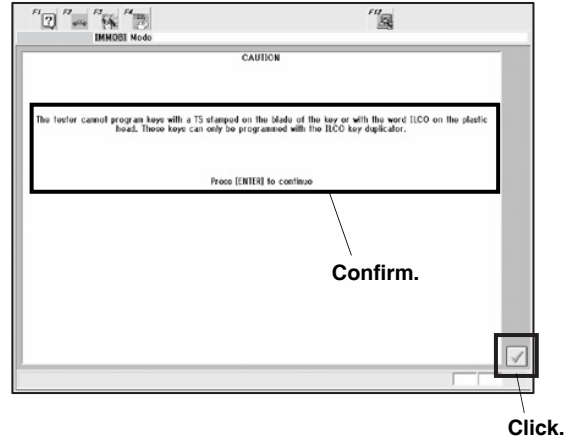 F1 F2 F3 F4 F12
IMMOBI Mode
CAUTION
The tester cannot program keys with a T5 stamped on the blade of the key or with the word ILCO on the plastic
head. These keys can only be programmed with the ILCO key duplicator.
Press [ENTER] to continue
Confirm.
Click.